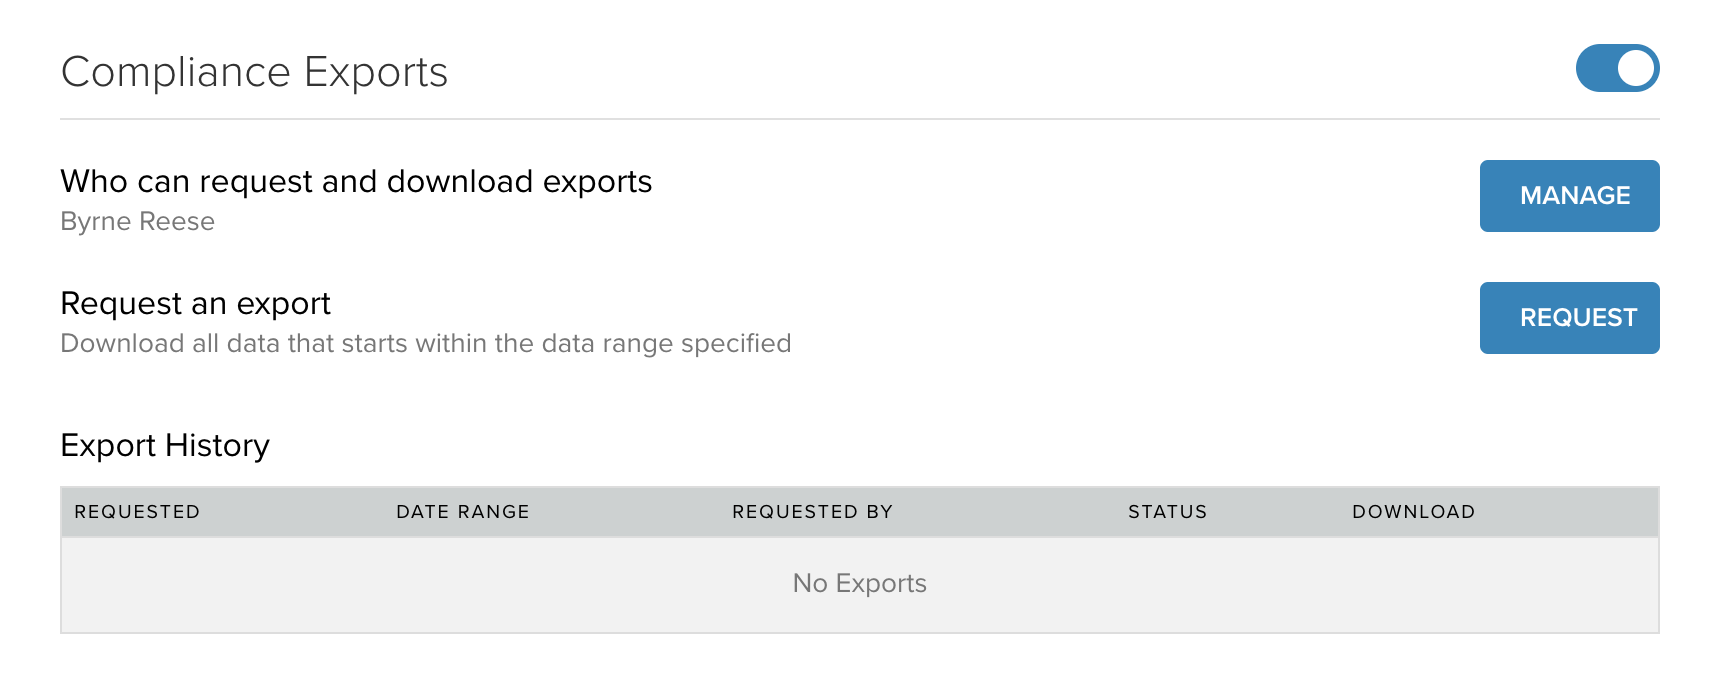 Compliance Exports
Who can request and download exports
Byrne Reese
MANAGE
Request an export
Download all data that starts within the data range specified
REQUEST
Export History
REQUESTED DATE RANGE REQUESTED BY STATUS DOWNLOAD
No Exports